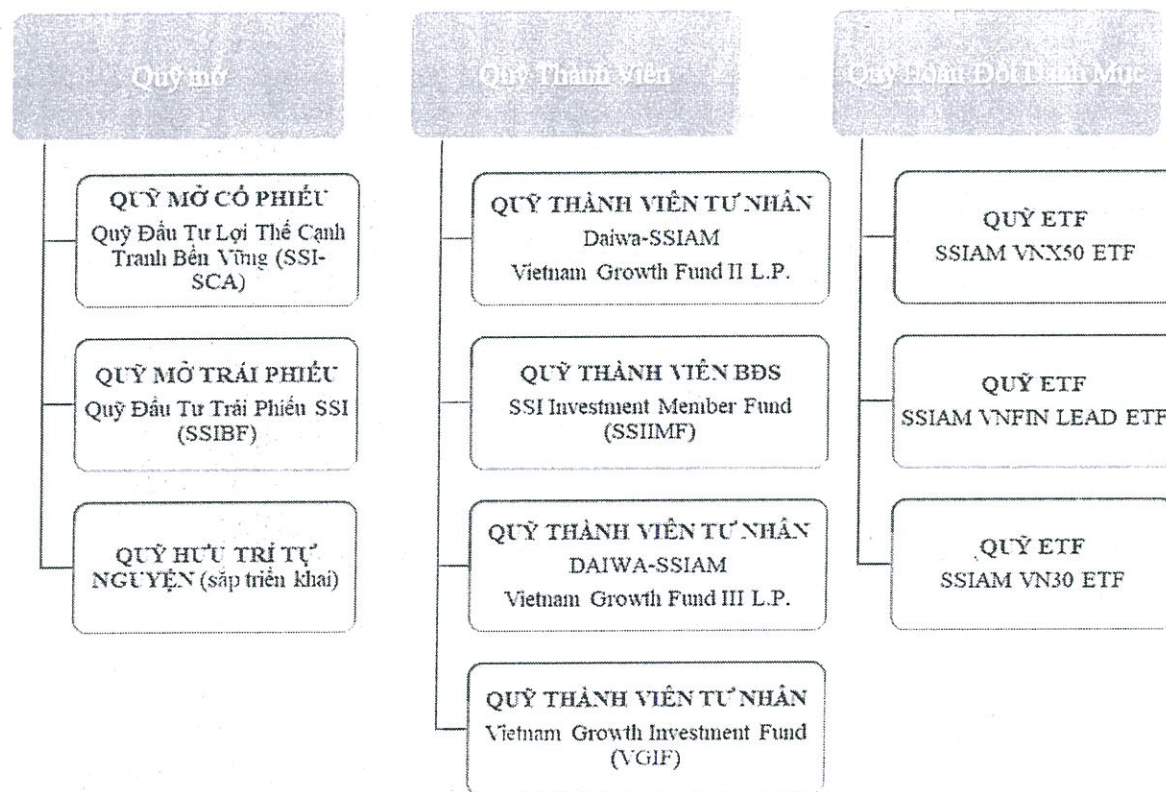 Quỹ mở
QUỸ MỞ CỔ PHIẾU
Quỹ Đầu Tư Lợi Thế Cạnh
Tranh Bền Vững (SSI-
SCA)
QUỸ MỞ TRÁI PHIẾU
Quỹ Đầu Tư Trái Phiếu SSI
(SSIBF)
QUỸ HƯU TRÍ TỰ
NGUYỆN (sắp triển khai)
Quỹ Thành Viên
QUỸ THÀNH VIÊN TƯ NHÂN
Daiwa-SSIAM
Vietnam Growth Fund II L.P.
QUỸ THÀNH VIÊN BĐS
SSI Investment Member Fund
(SSIIMF)
QUỸ THÀNH VIÊN TƯ NHÂN
DAIWA-SSIAM
Vietnam Growth Fund III L.P.
QUỸ THÀNH VIÊN TƯ NHÂN
Vietnam Growth Investment Fund
(VGIF)
Quỹ Hoán Đổi Danh Mục
QUỸ ETF
SSIAM VNX50 ETF
QUỸ ETF
SSIAM VNFIN LEAD ETF
QUỸ ETF
SSIAM VN30 ETF